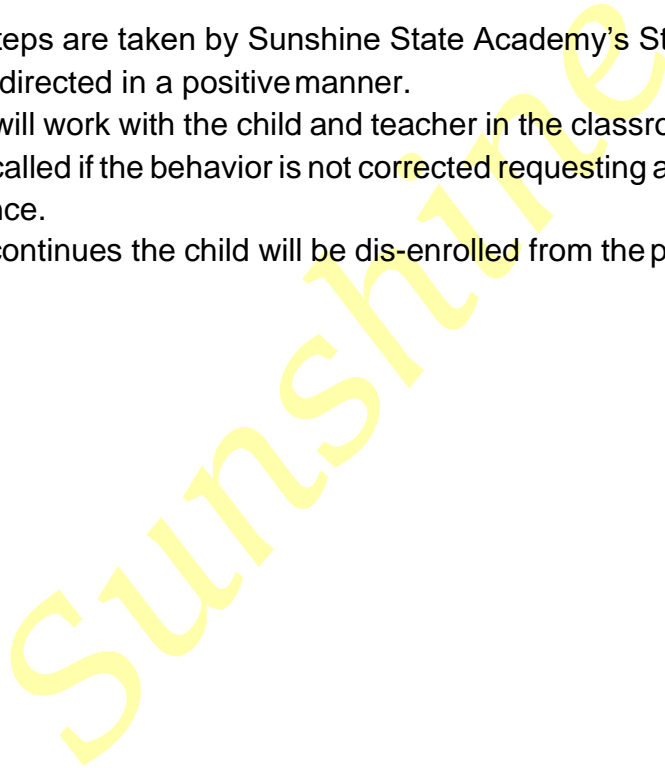 teps are taken by Sunshine State Academy's St
directed in a positive manner.
will work with the child and teacher in the classro
called if the behavior is not corrected requesting a
nce.
continues the child will be dis-enrolled from the p
Sunshine